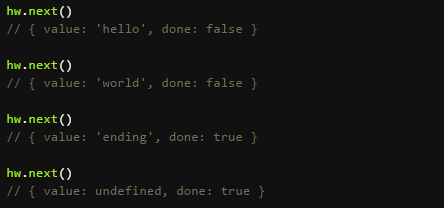 hw.next()
// { value: 'hello', done: false }
hw.next()
// { value: 'world', done: false }
hw.next()
// { value: 'ending', done: true }
hw.next()
// { value: undefined, done: true }